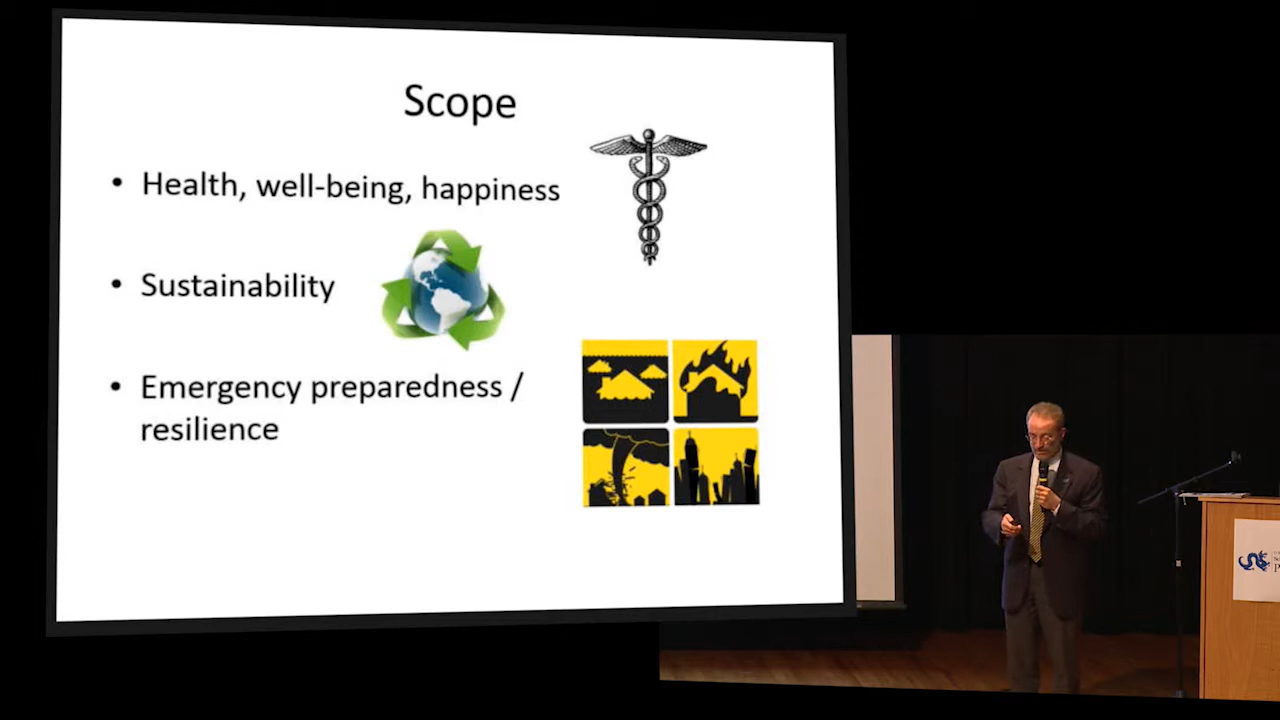 Scope
• Health, well-being, happiness
• Sustainability
• Emergency preparedness /
resilience